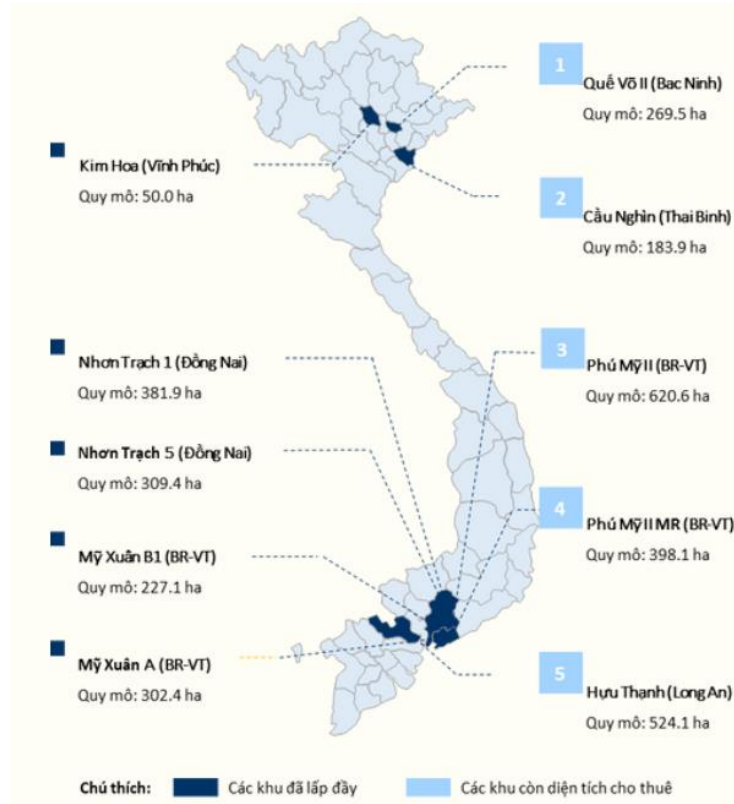 1
Quế Võ II (Bac Ninh)
Quy mô: 269.5 ha
Kim Hoa (Vĩnh Phúc)
Quy mô: 50.0 ha
2
Cầu Nghìn (Thai Binh)
Quy mô: 183.9 ha
Nhơn Trạch 1 (Đồng Nai)
Quy mô: 381.9 ha
3
Phú Mỹ II (BR-VT)
Quy mô: 620.6 ha
Nhơn Trạch 5 (Đồng Nai)
Quy mô: 309.4 ha
4
Phú Mỹ II MR (BR-VT)
Quy mô: 398.1 ha
Mỹ Xuân B1 (BR-VT)
Quy mô: 227.1 ha
Mỹ Xuân A (BR-VT)
Quy mô: 302.4 ha
5
Hựu Thạnh (Long An)
Quy mô: 524.1 ha
Chú thích: Các khu đã lấp đầy Các khu còn diện tích cho thuê